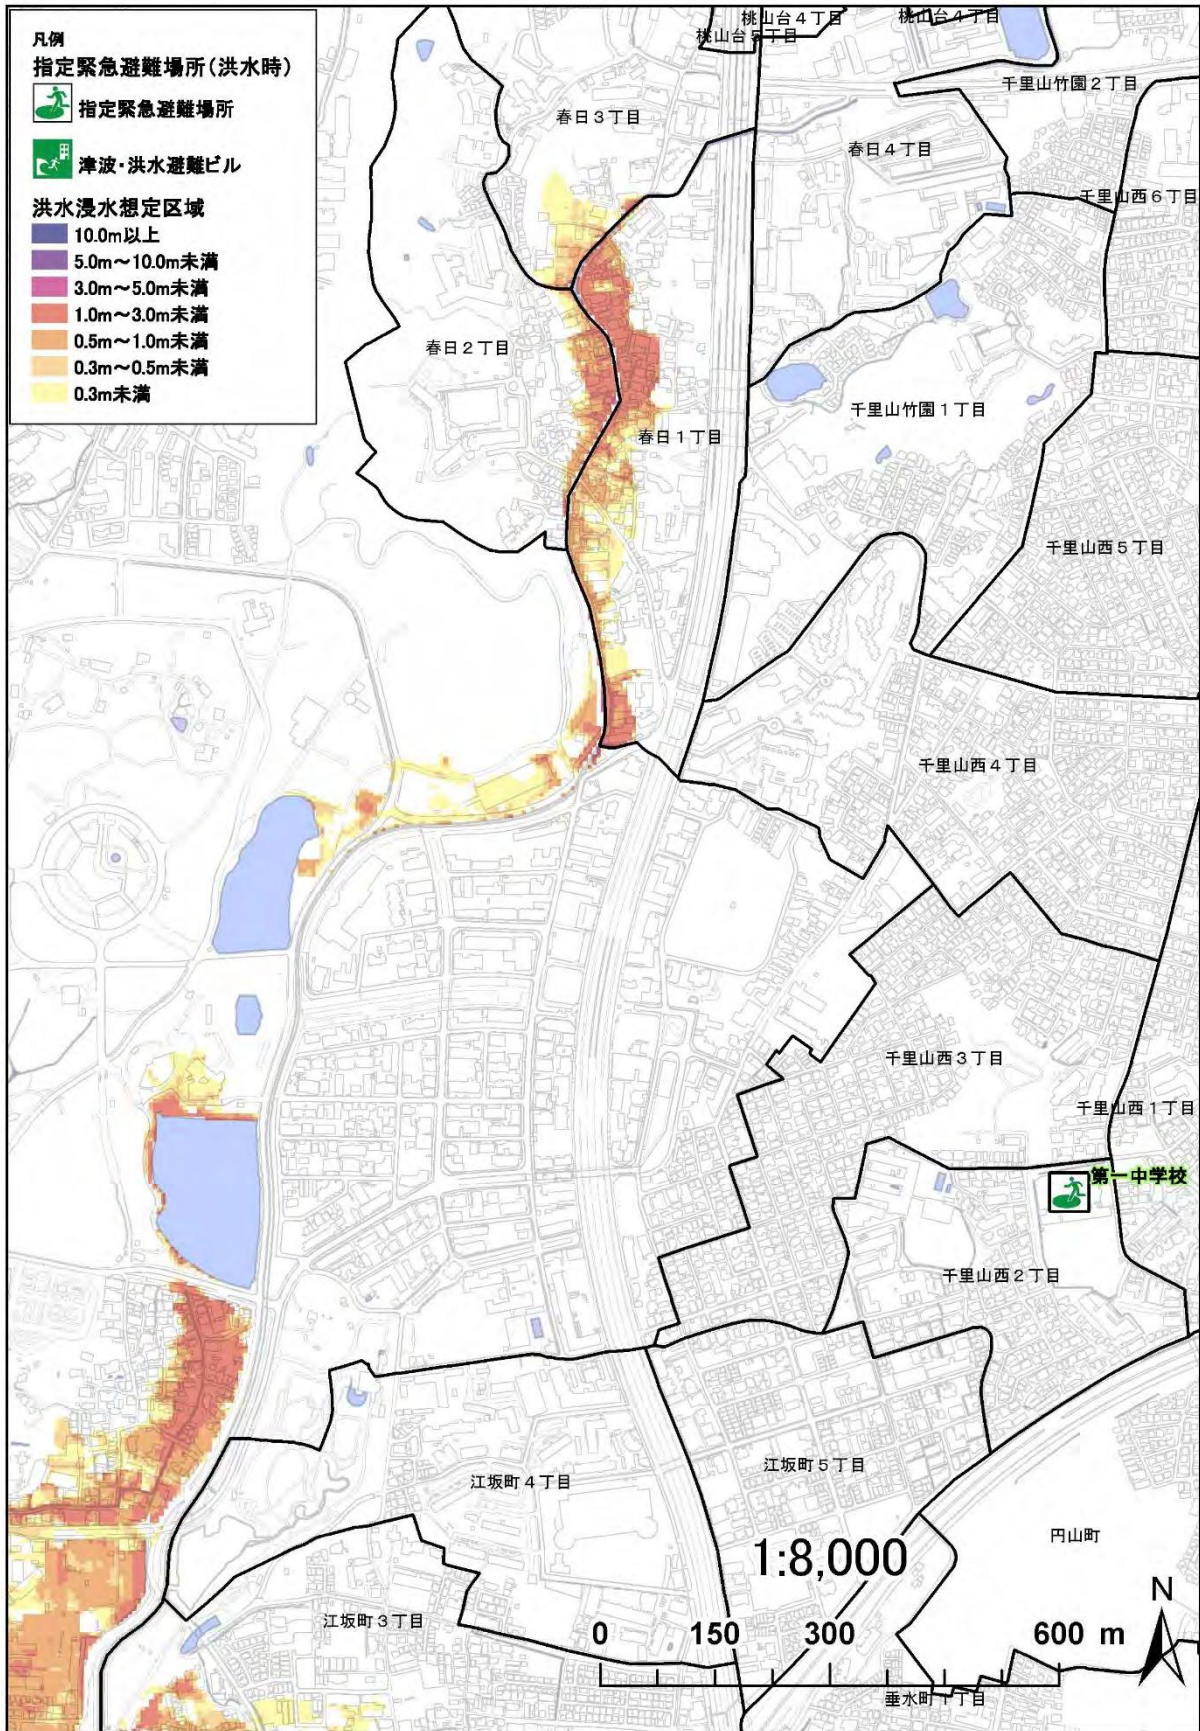 凡例
指定緊急避難場所(洪水時)
指定緊急避難場所
津波・洪水避難ビル
洪水浸水想定区域
10.0m以上
5.0m～10.0m未満
3.0m～5.0m未満
1.0m～3.0m未満
0.5m～1.0m未満
0.3m～0.5m未満
0.3m未満
桃山台4丁目
桃山台4丁目
桃山台5丁目
千里山竹園2丁目
春日3丁目
春日4丁目
千里山西6丁目
春日2丁目
千里山竹園1丁目
春日1丁目
千里山西5丁目
千里山西4丁目
千里山西3丁目
千里山西1丁目
第一中学校
千里山西2丁目
江坂町5丁目
江坂町4丁目
円山町
1:8,000
N
江坂町3丁目
0 150 300 600 m